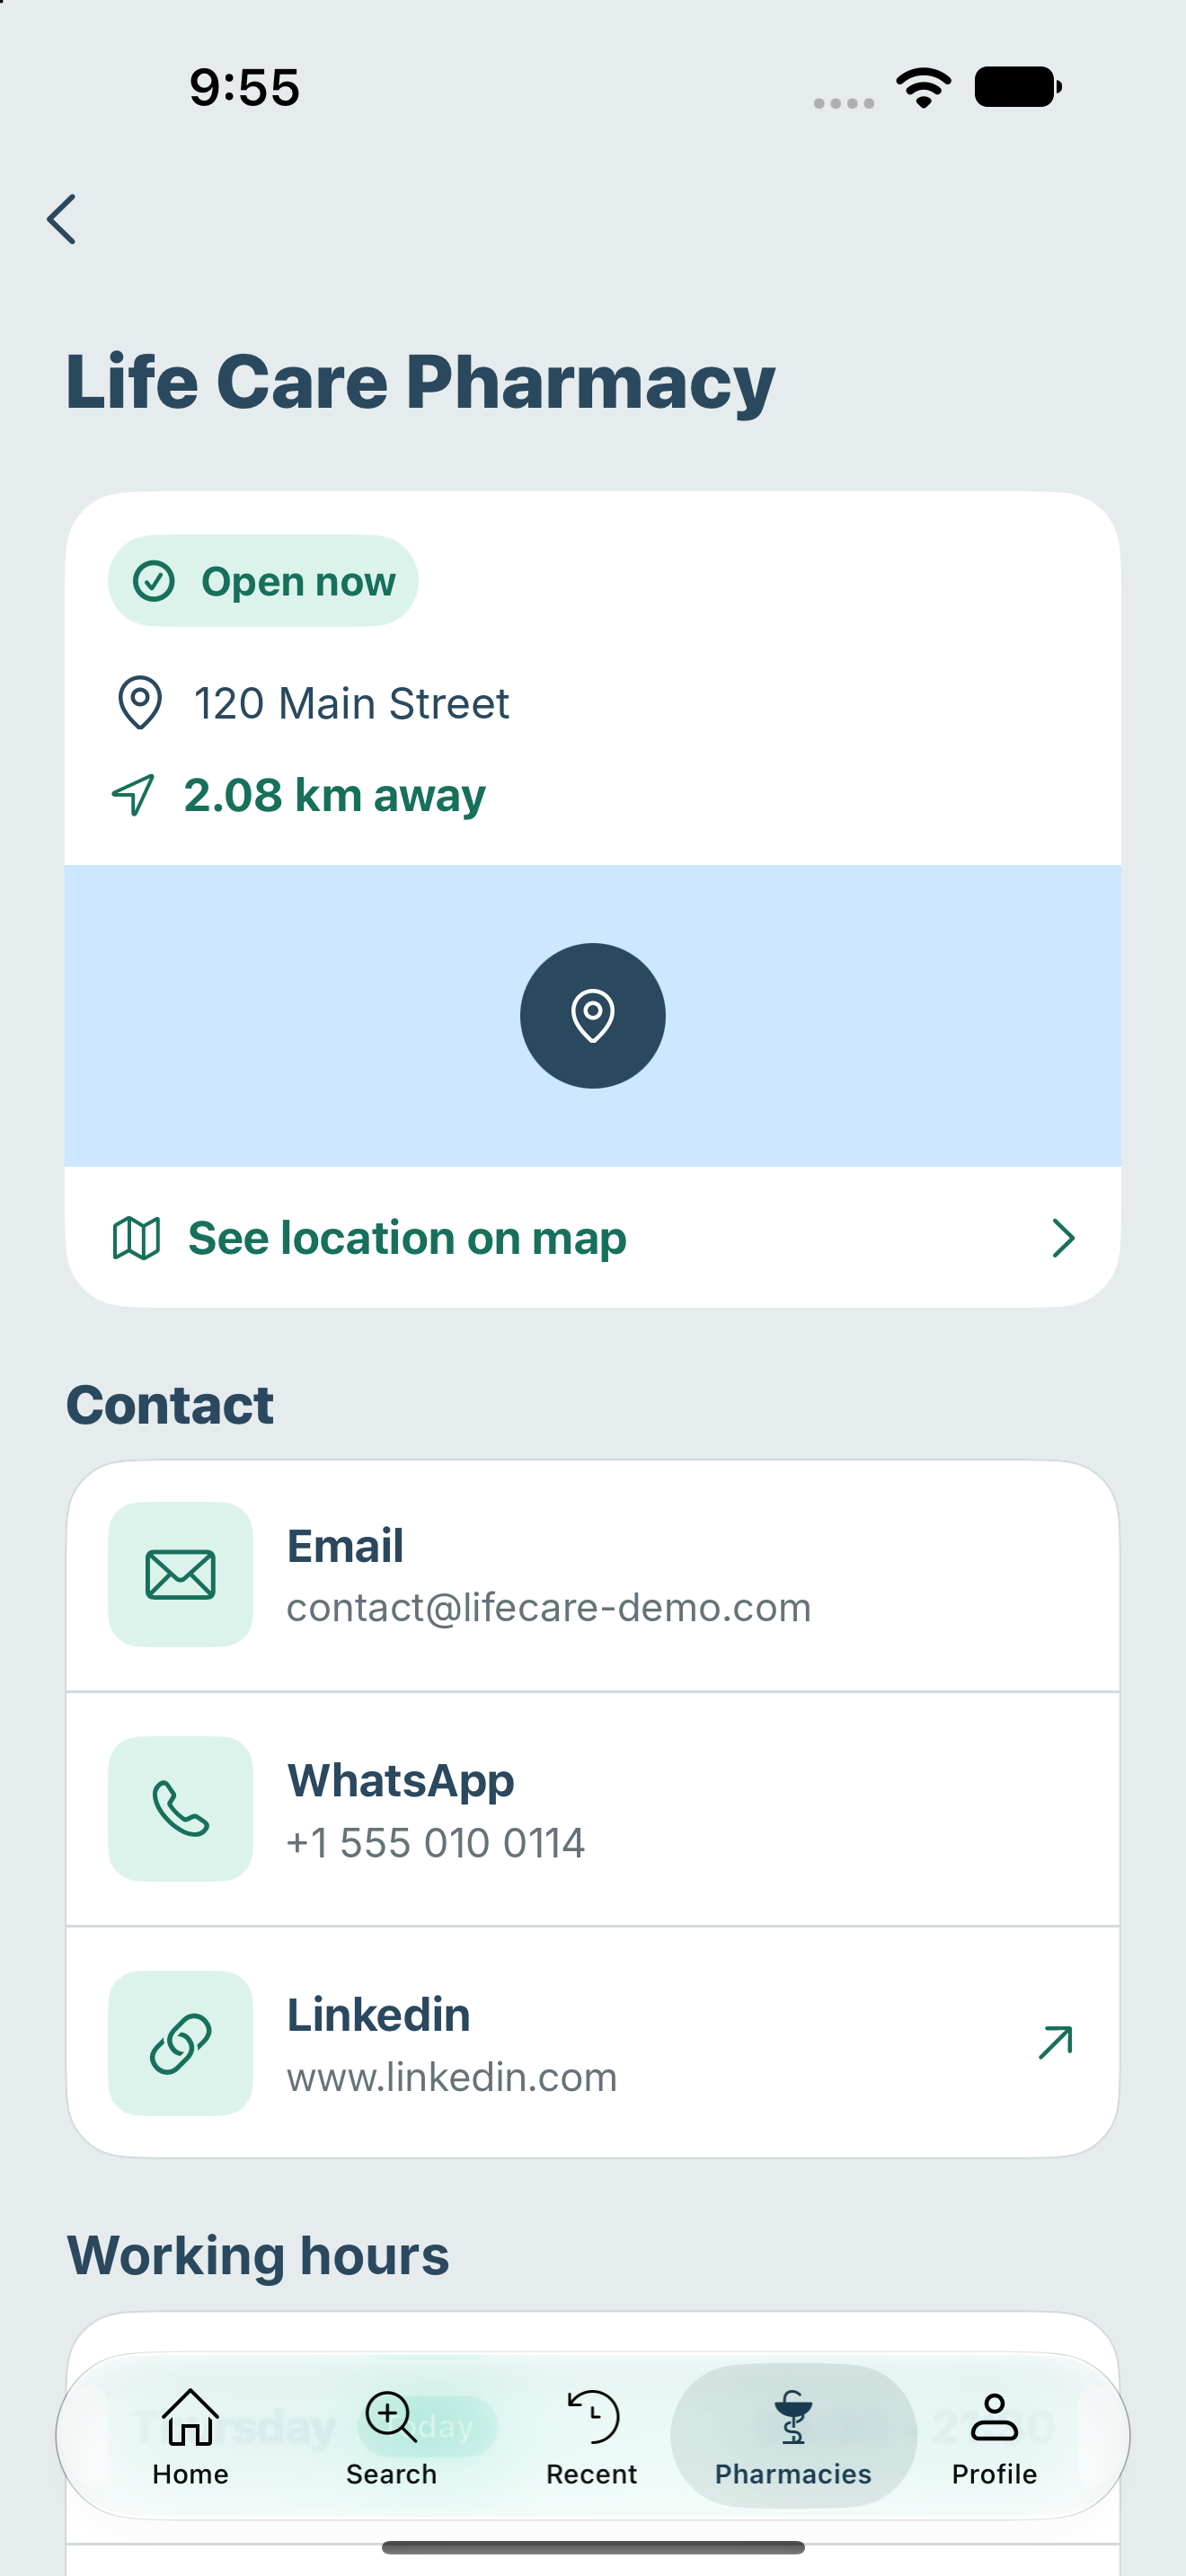 9:55
Life Care Pharmacy
Open now
120 Main Street
2.08 km away
See location on map
Contact
Email
contact@lifecare-demo.com
WhatsApp
+1 555 010 0114
Linkedin
www.linkedin.com
Working hours
Home
Search
Recent
Pharmacies
Profile